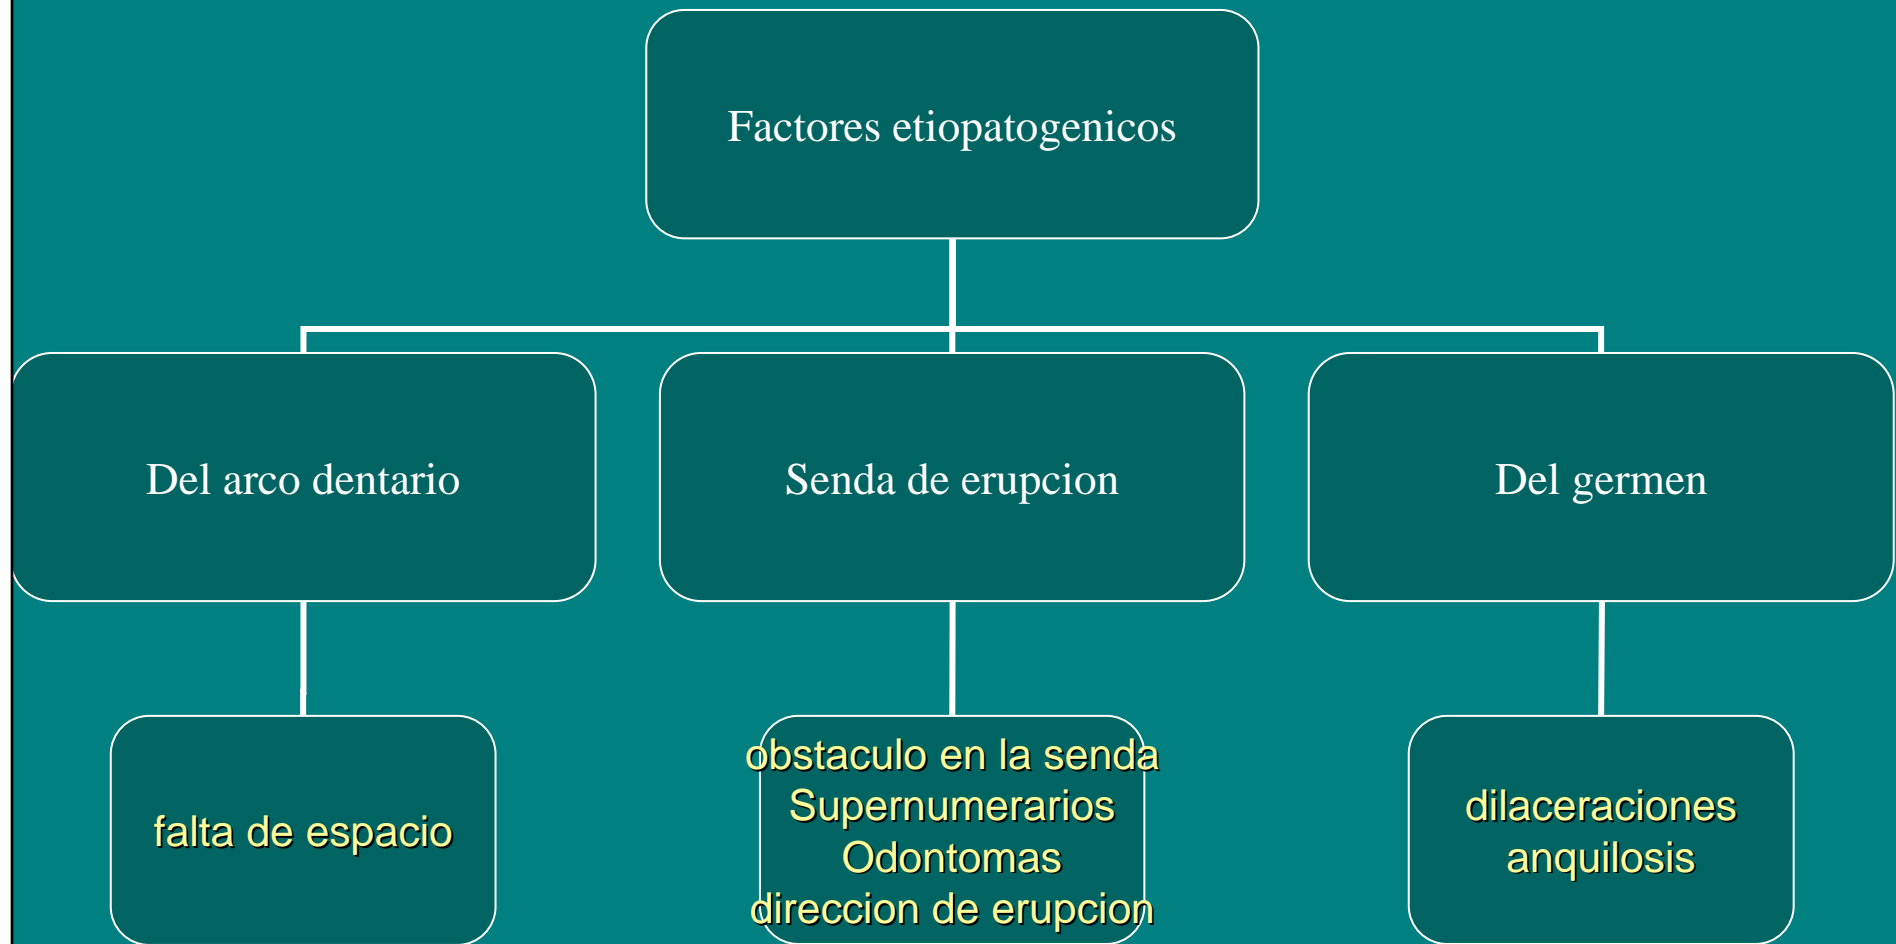 Factores etiopatogenicos
Del arco dentario
Senda de erupcion
Del germen
falta de espacio
obstaculo en la senda
Supernumerarios
Odontomas
direccion de erupcion
dilaceraciones
anquilosis